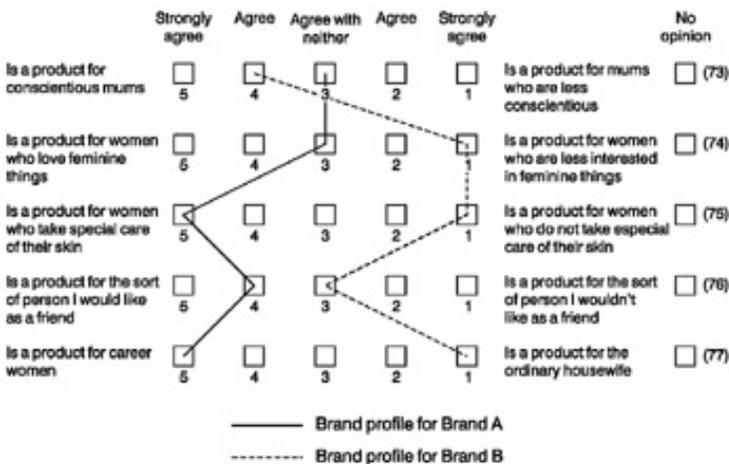 Strongly agree Agree Agree with neither Agree Strongly agree No opinion
Is a product for conscientious mums 5 4 3 2 1 Is a product for mums who are less conscientious (73)
Is a product for women who love feminine things 5 4 3 2 1 Is a product for women who are less interested in feminine things (74)
Is a product for women who take special care of their skin 5 4 3 2 1 Is a product for women who do not take especial care of their skin (75)
Is a product for the sort of person I would like as a friend 5 4 3 2 1 Is a product for the sort of person I wouldn't like as a friend (76)
Is a product for career women 5 4 3 2 1 Is a product for the ordinary housewife (77)
Brand profile for Brand A
Brand profile for Brand B